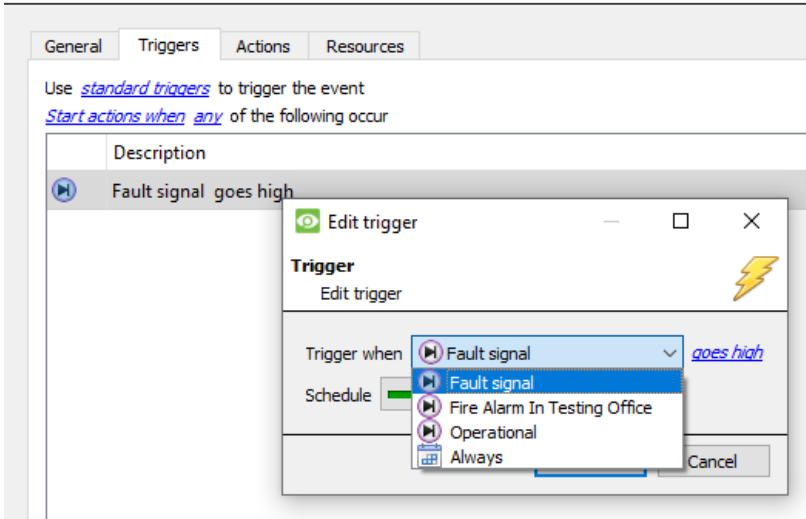 General Triggers Actions Resources
Use standard triggers to trigger the event
Start actions when any of the following occur
Description
Fault signal goes high
Edit trigger
Trigger
Edit trigger
Trigger when Fault signal goes high
Schedule
Fault signal
Fire Alarm In Testing Office
Operational
Always
Cancel